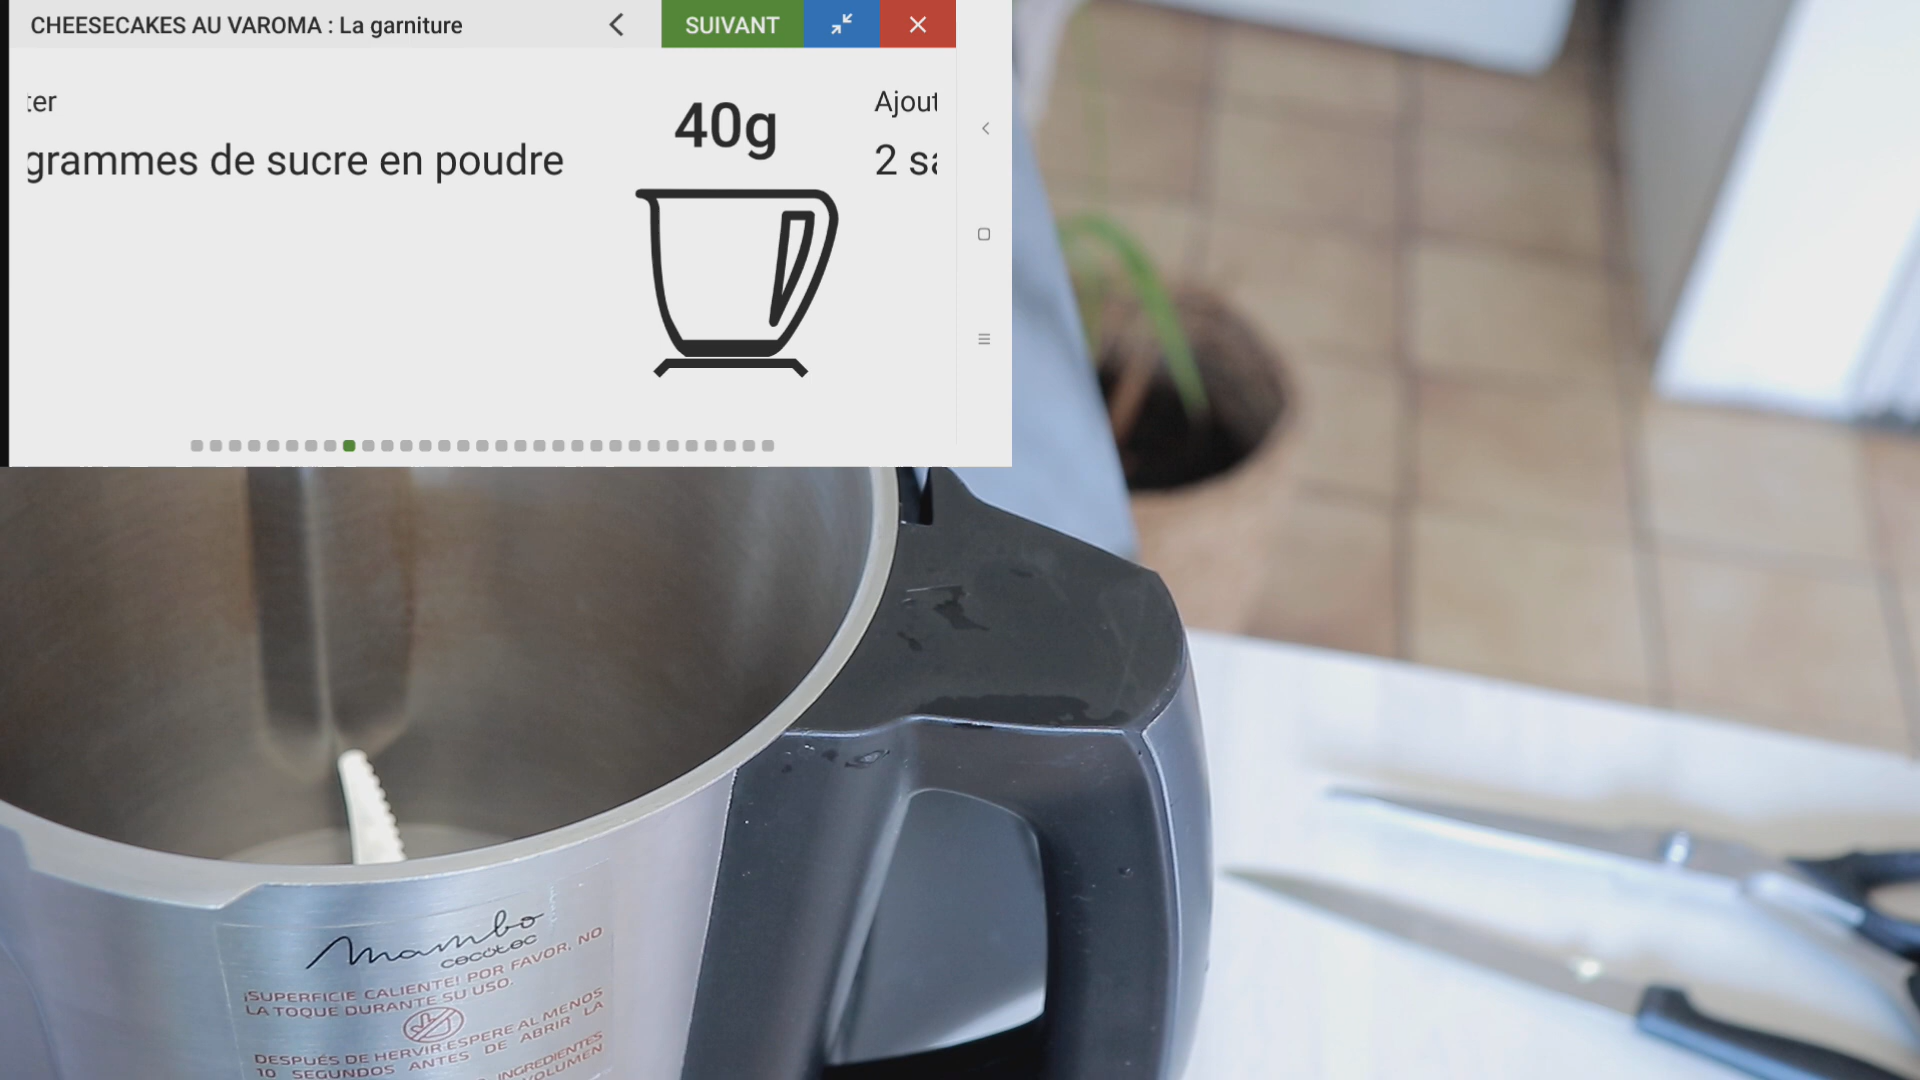 CHEESECAKES AU VAROMA : La garniture
SUIVANT
ter
grammes de sucre en poudre
40g
Ajout
2 sa
Mambo
cecotec
¡SUPERFICIE CALIENTE! POR FAVOR, NO
LA TOQUE DURANTE SU USO.
DESPUÉS DE HERVIR ESPERE AL MENOS
10 SEGUNDOS ANTES DE ABRIR LA
INGREDIENTES
VOLUMEN